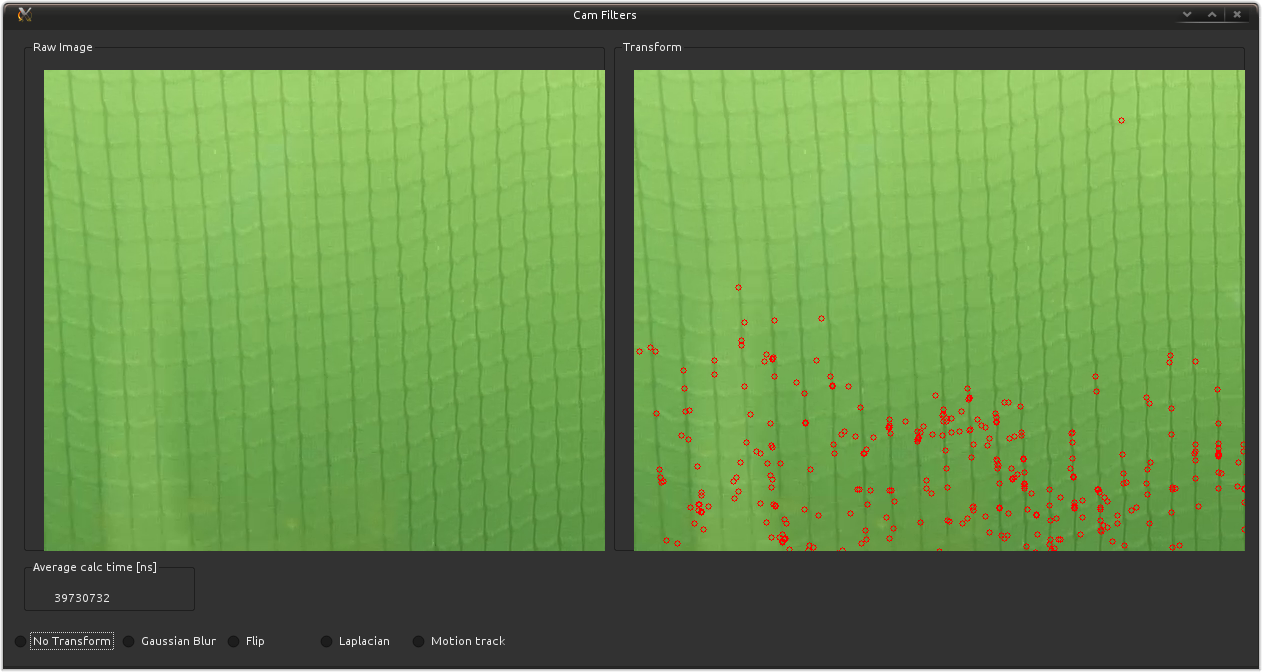 Cam Filters
Raw Image
Transform
Average calc time [ns]
39730732
No Transform Gaussian Blur Flip Laplacian Motion track